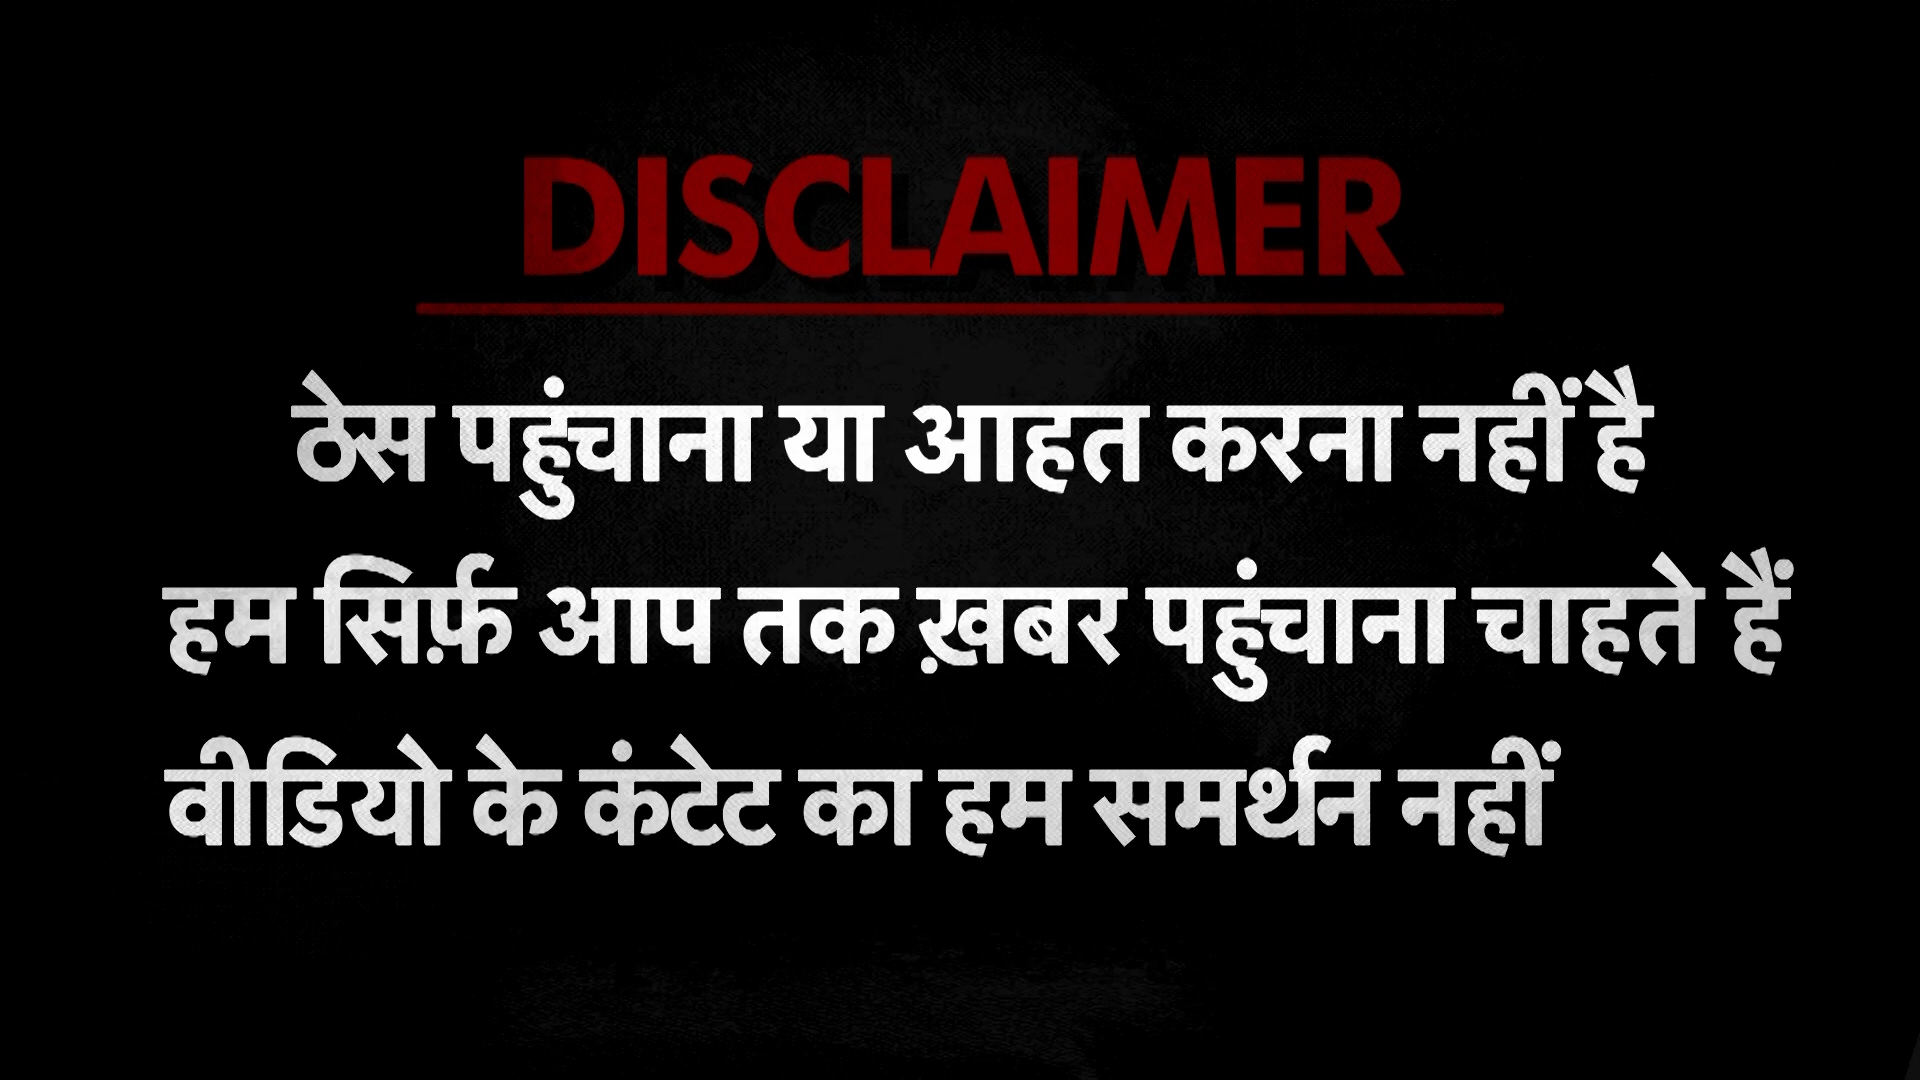 DISCLAIMER
ठेस पहुंचाना या आहत करना नहीं है
हम सिर्फ़ आप तक ख़बर पहुंचाना चाहते हैं
वीडियो के कंटेट का हम समर्थन नहीं